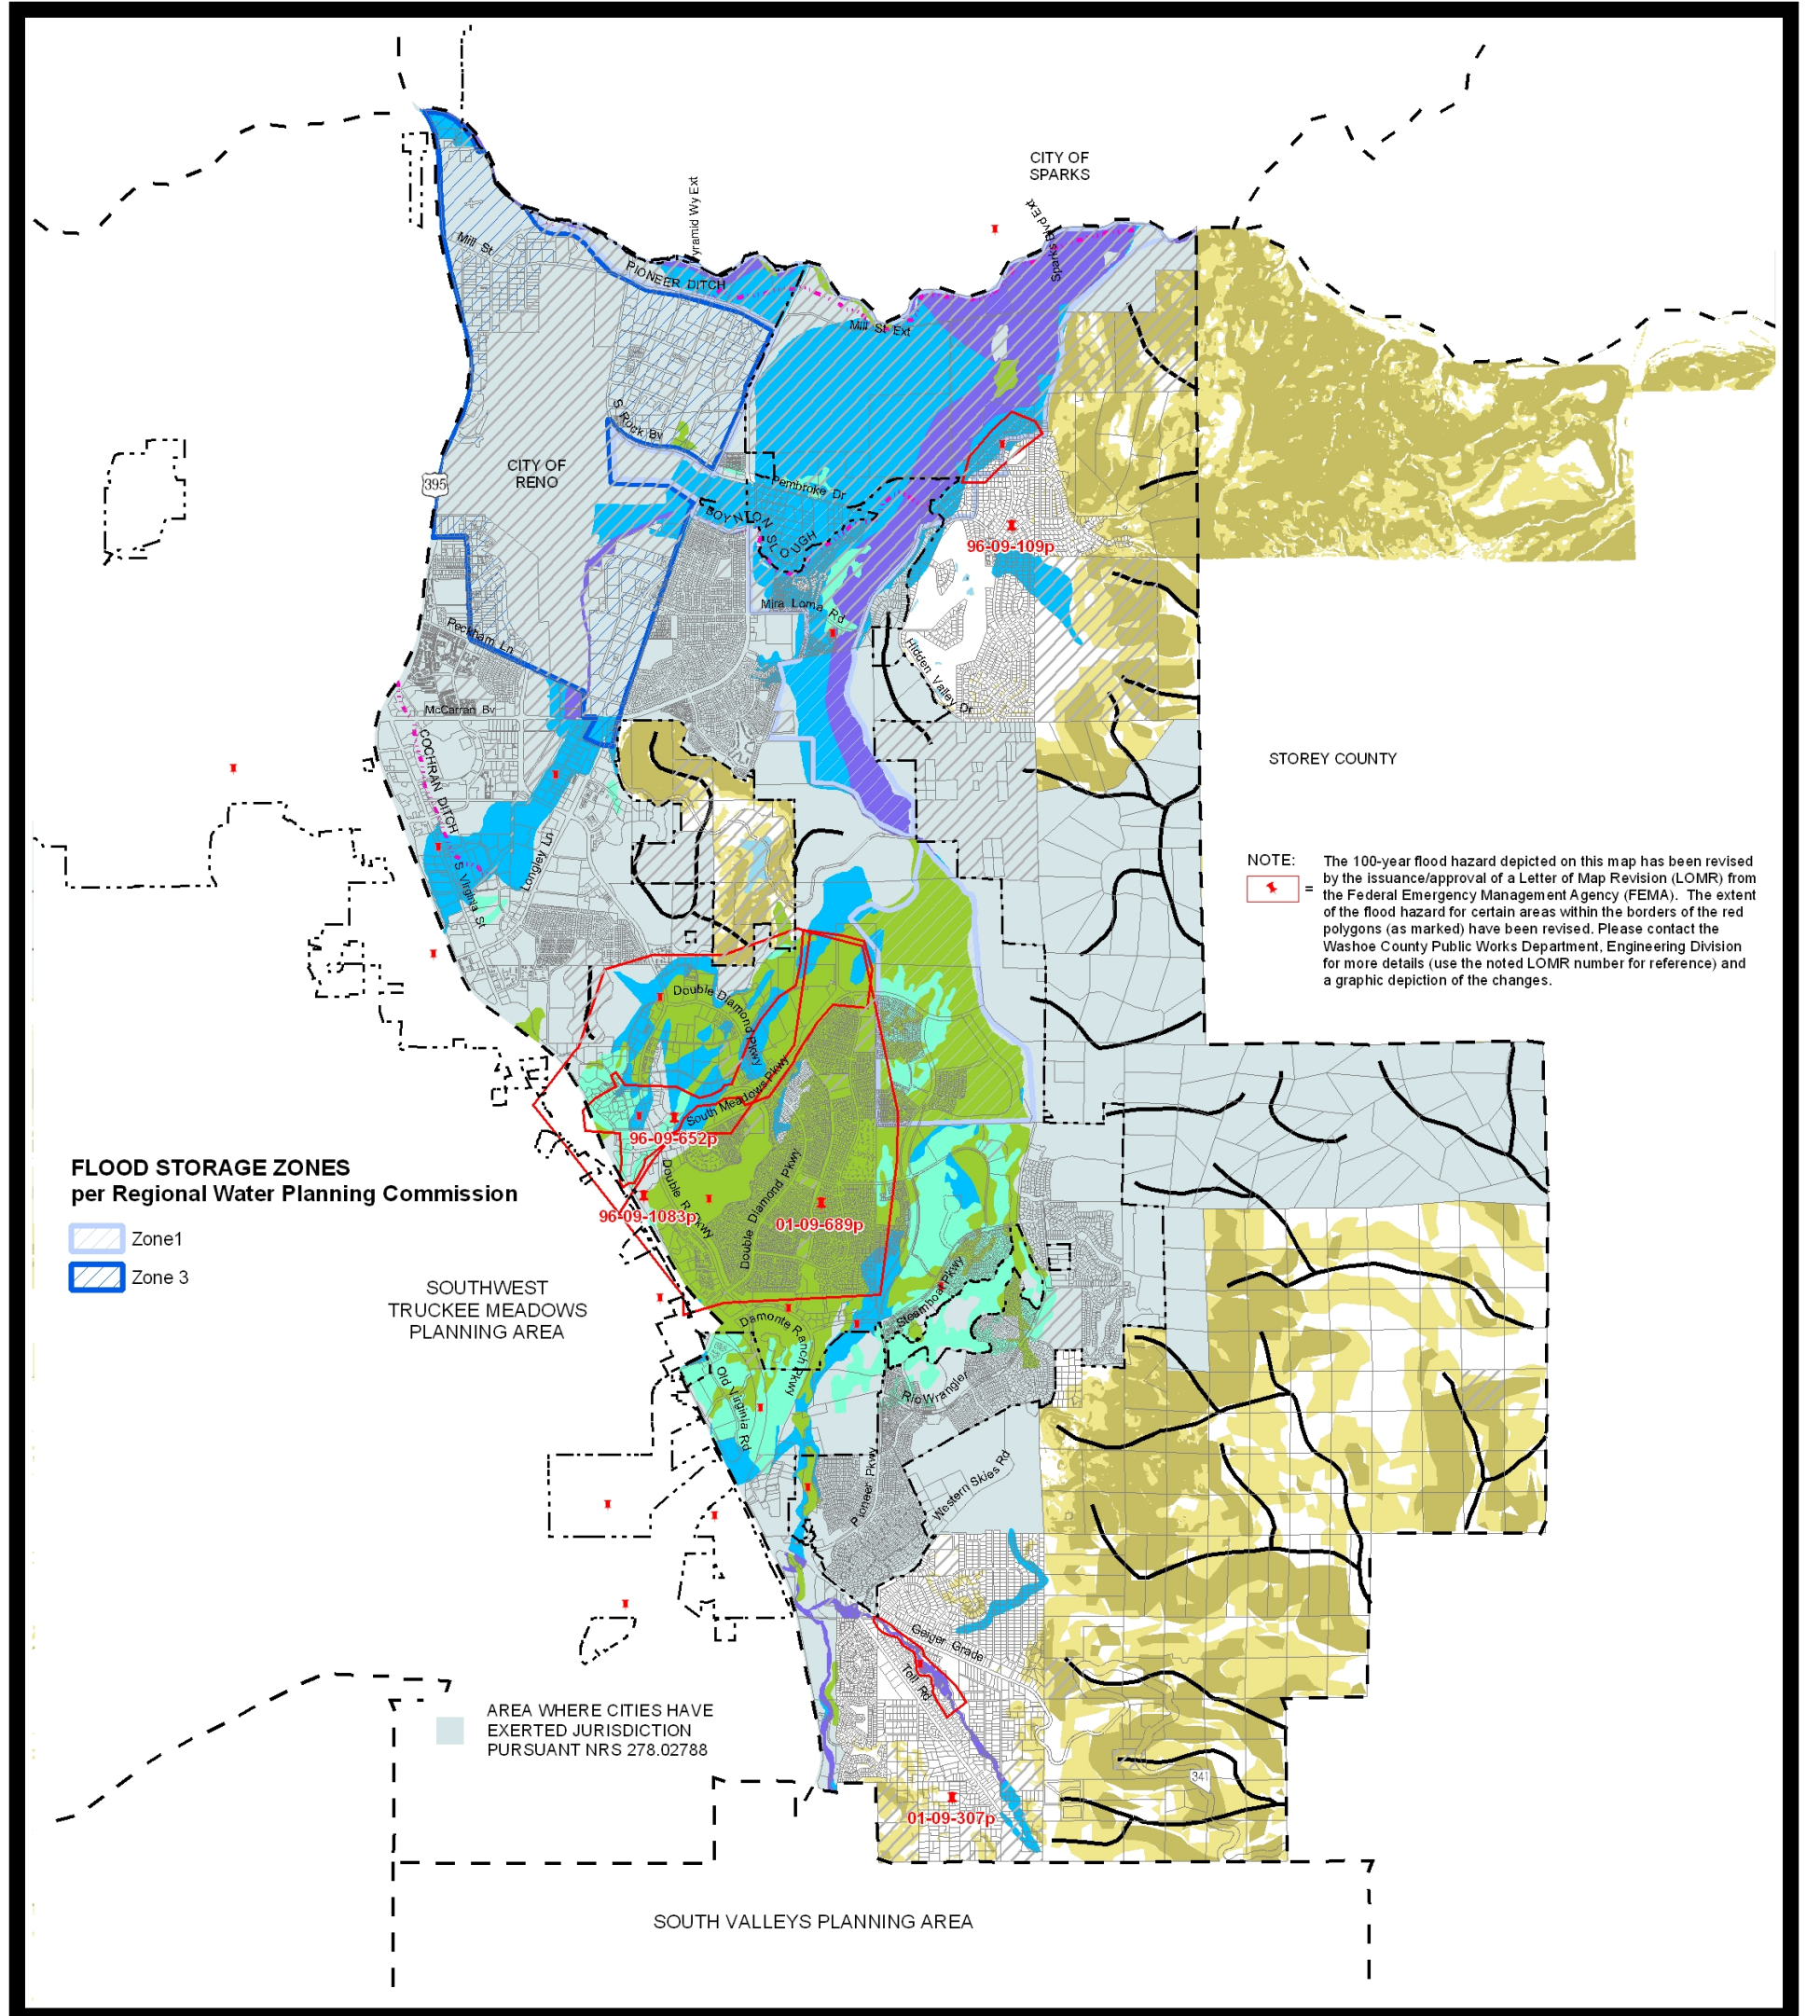 CITY OF
SPARKS
yramid Wy Ext
Sparks Blvd Ext
Mill St
PIONEER DITCH
Mill St Ext
S Rock Bv
CITY OF
RENO
395
Pembroke Dr
BOYNTON
SLOUGH
96-09-109p
Mira Loma Rd
Peckham Ln
Hidden Valley Dr
McCarran Bv
COCHRAN DITCH
STOREY COUNTY
Longley Ln
S Virginia St
NOTE:
=
The 100-year flood hazard depicted on this map has been revised
by the issuance/approval of a Letter of Map Revision (LOMR) from
the Federal Emergency Management Agency (FEMA). The extent
of the flood hazard for certain areas within the borders of the red
polygons (as marked) have been revised. Please contact the
Washoe County Public Works Department, Engineering Division
for more details (use the noted LOMR number for reference) and
a graphic depiction of the changes.
Double Diamond Pkwy
South Meadows Pkwy
96-09-652p
FLOOD STORAGE ZONES
per Regional Water Planning Commission
Zone1
Zone 3
Double R Pkwy
Double Diamond Pkwy
96-09-1083p
01-09-689p
SOUTHWEST
TRUCKEE MEADOWS
PLANNING AREA
Steamboat Pkwy
Damonte Ranch Pkwy
Old Virginia Rd
Rio Wrangler
Pioneer Pkwy
Western Skies Rd
Geiger Grade
Toll Rd
AREA WHERE CITIES HAVE
EXERTED JURISDICTION
PURSUANT NRS 278.02788
341
01-09-307p
SOUTH VALLEYS PLANNING AREA